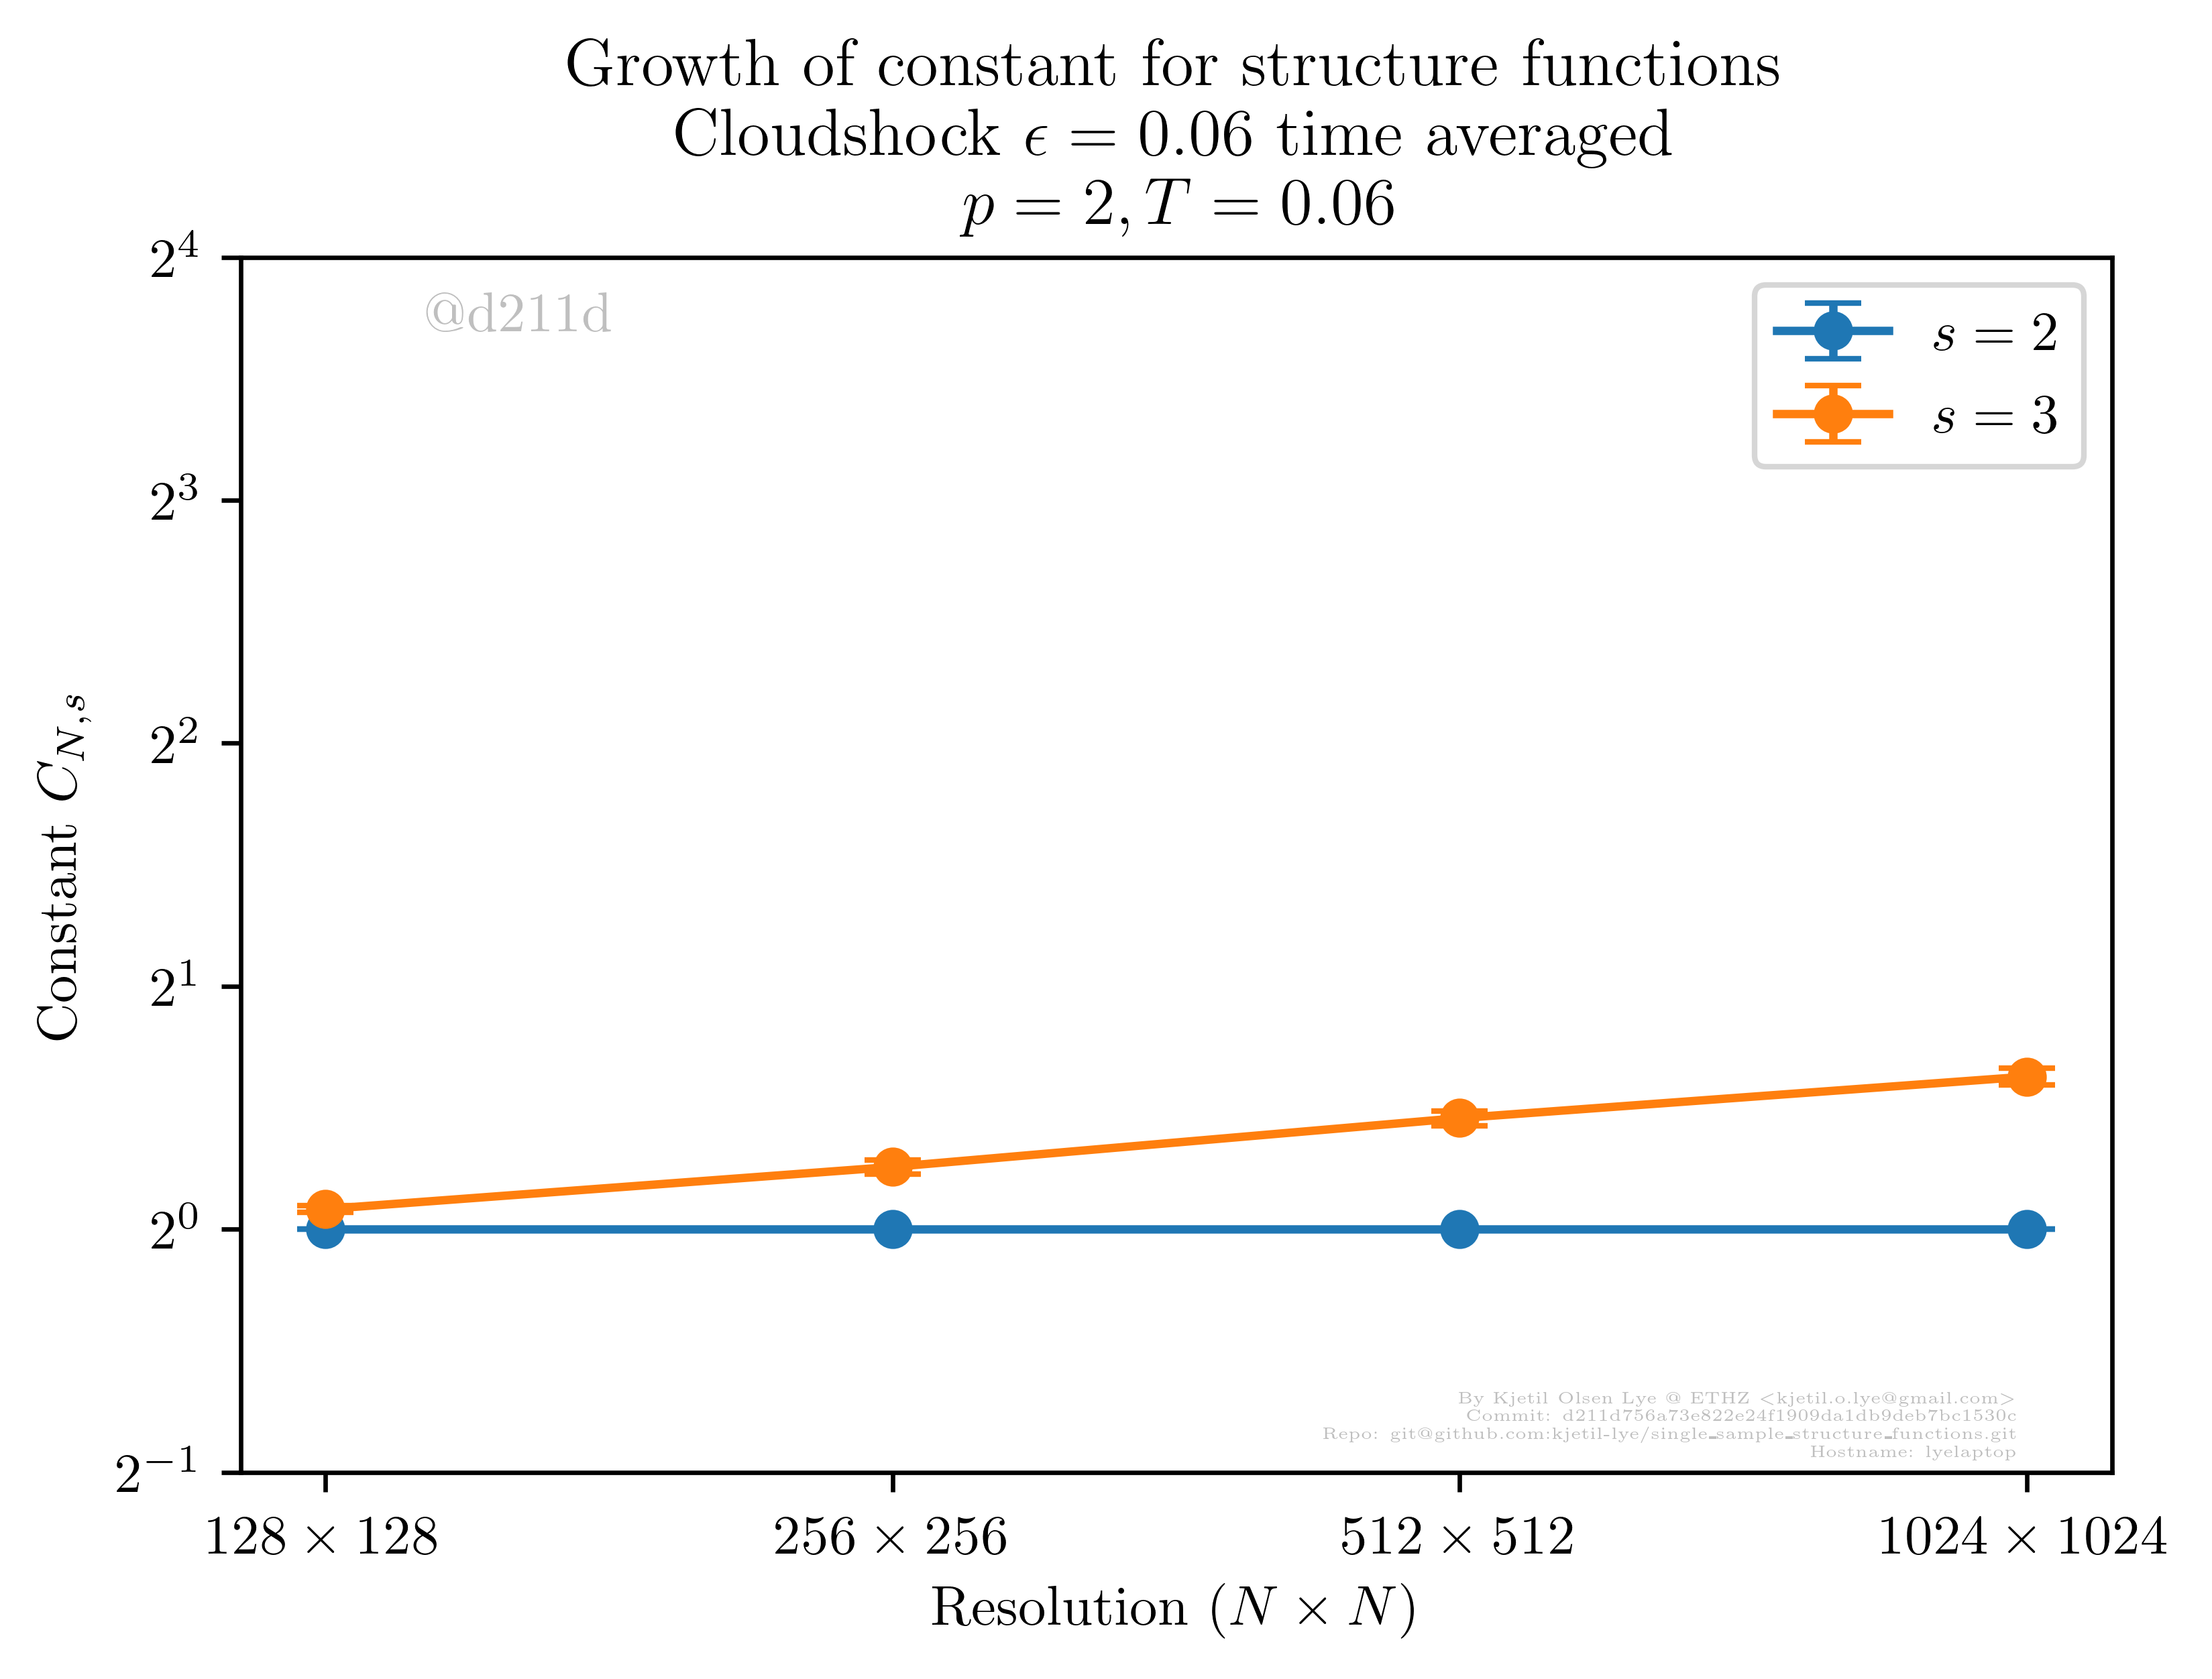 Growth of constant for structure functions
Cloudshock ϵ = 0.06 time averaged
p = 2, T = 0.06
2⁴
2³
2²
2¹
2⁰
2⁻¹
Constant C_{N,s}
@d211d
s = 2
s = 3
By Kjetil Olsen Lye @ ETHZ <kjetil.o.lye@gmail.com>
Commit: d211d756a73e822e24f1909da1db9deb7bc1530c
Repo: git@github.com:kjetil-lye/single_sample_structure_functions.git
Hostname: lyelaptop
128 × 128
256 × 256
512 × 512
1024 × 1024
Resolution (N × N)